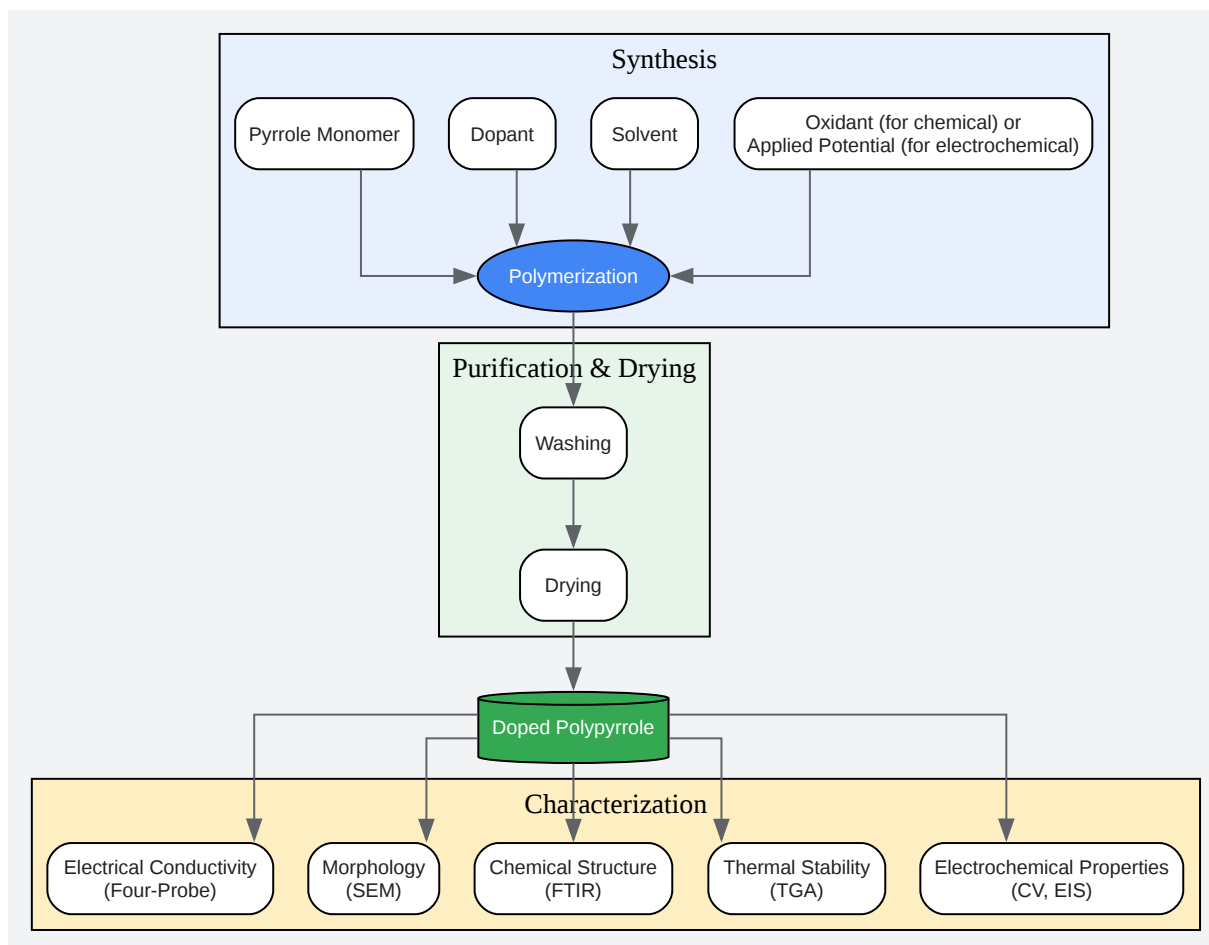 Synthesis
Pyrrole Monomer
Dopant
Solvent
Oxidant (for chemical) or
Applied Potential (for electrochemical)
Polymerization
Purification & Drying
Washing
Drying
Doped Polypyrrole
Characterization
Electrical Conductivity
(Four-Probe)
Morphology
(SEM)
Chemical Structure
(FTIR)
Thermal Stability
(TGA)
Electrochemical Properties
(CV, EIS)